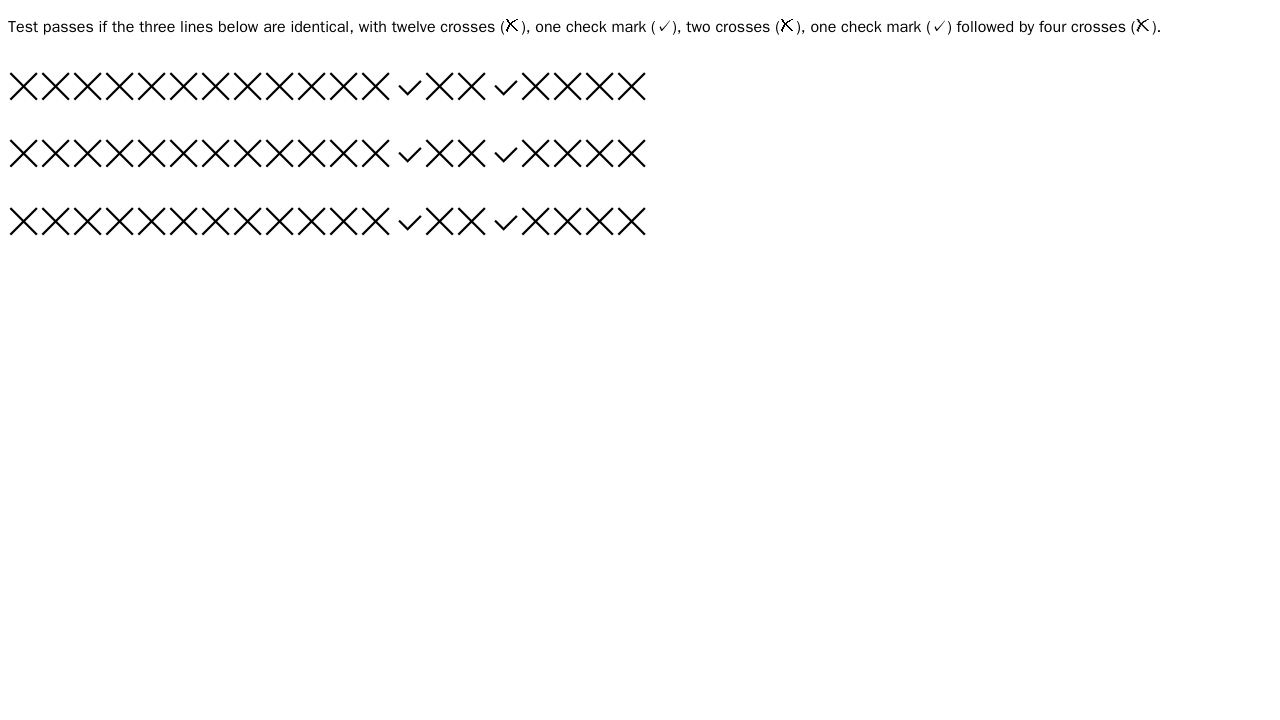 Test passes if the three lines below are identical, with twelve crosses (✗), one check mark (✓), two crosses (✗), one check mark (✓) followed by four crosses (✗).
✗✗✗✗✗✗✗✗✗✗✗✗✓✗✗✓✗✗✗✗
✗✗✗✗✗✗✗✗✗✗✗✗✓✗✗✓✗✗✗✗
✗✗✗✗✗✗✗✗✗✗✗✗✓✗✗✓✗✗✗✗